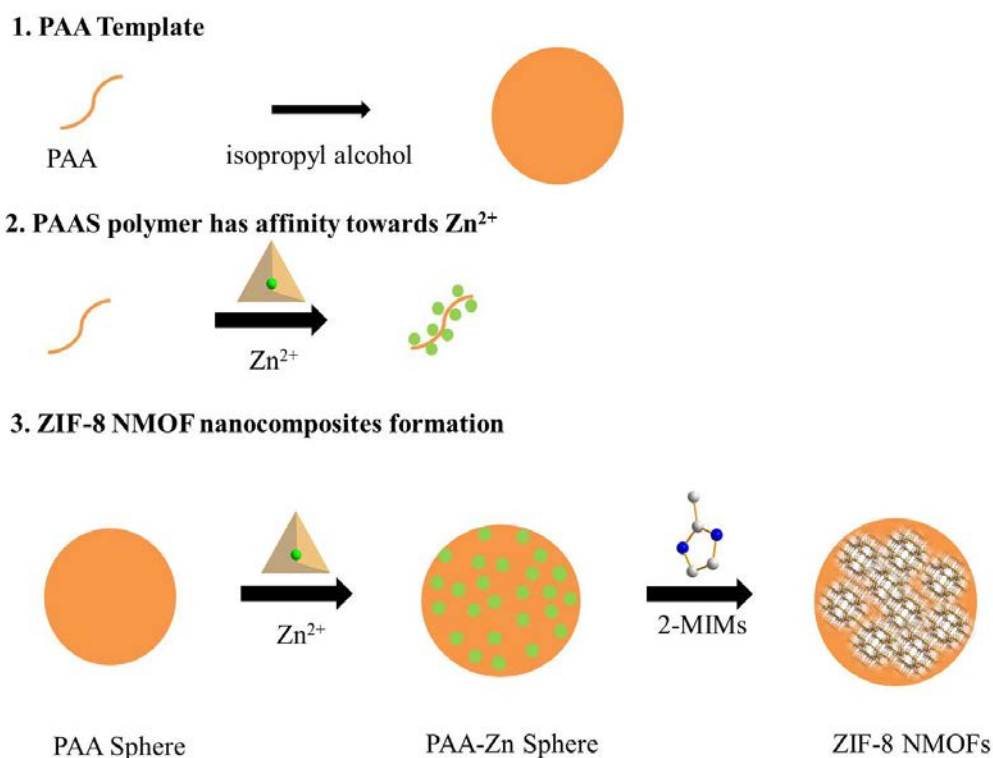 1. PAA Template
PAA
isopropyl alcohol
2. PAAS polymer has affinity towards Zn²⁺
Zn²⁺
3. ZIF-8 NMOF nanocomposites formation
Zn²⁺
2-MIMs
PAA Sphere
PAA-Zn Sphere
ZIF-8 NMOFs